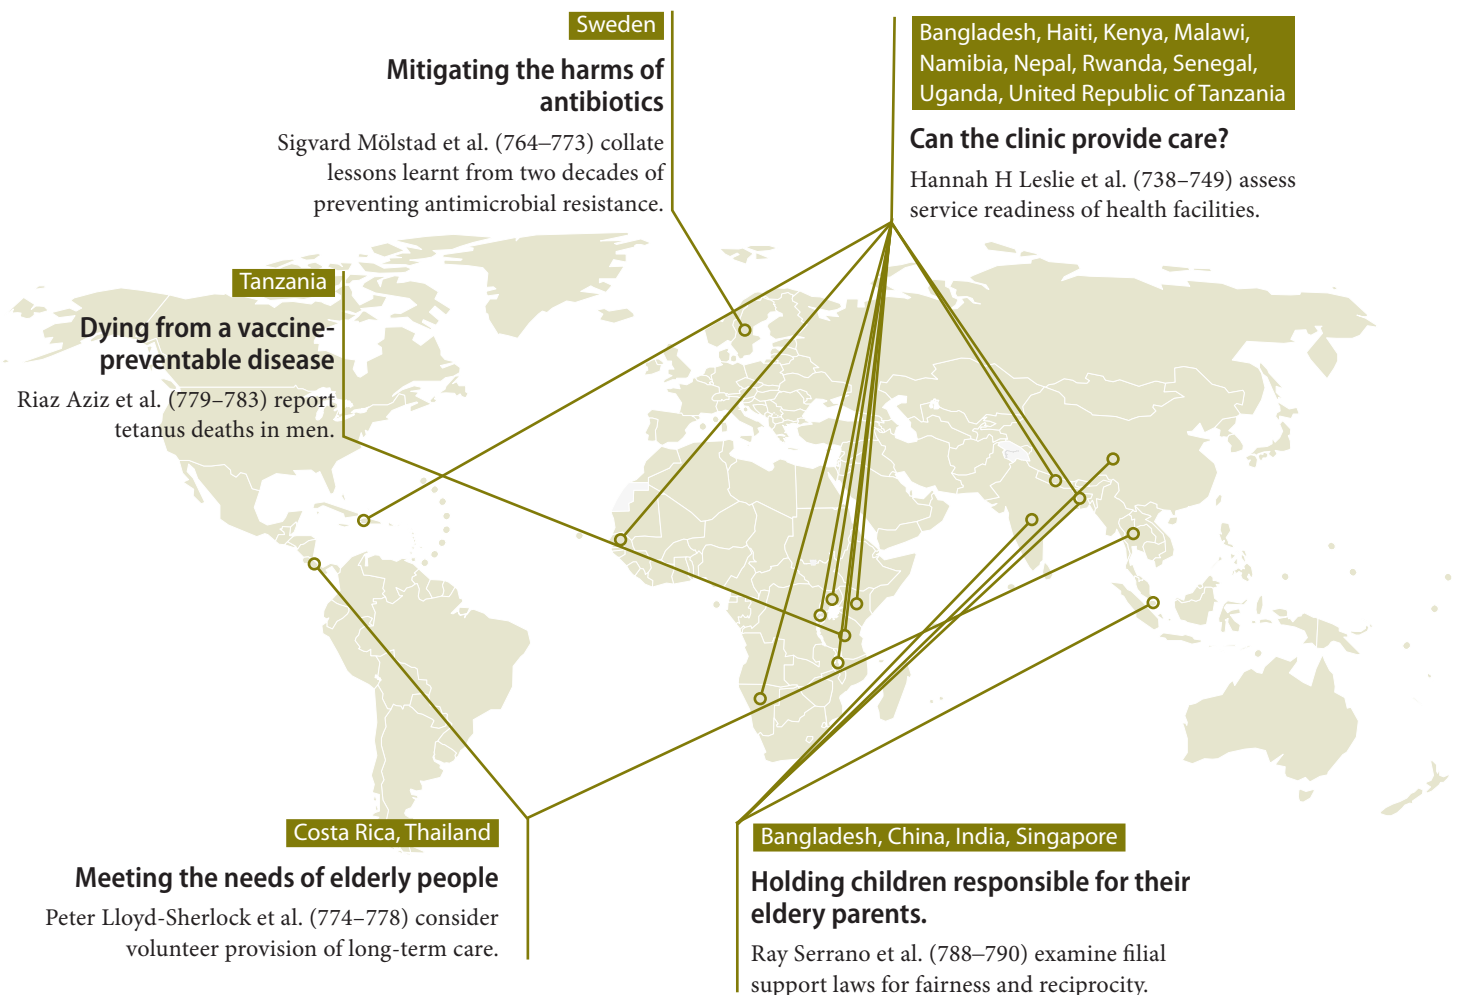 Sweden
Mitigating the harms of
antibiotics
Sigvard Mölstad et al. (764–773) collate
lessons learnt from two decades of
preventing antimicrobial resistance.
Bangladesh, Haiti, Kenya, Malawi,
Namibia, Nepal, Rwanda, Senegal,
Uganda, United Republic of Tanzania
Can the clinic provide care?
Hannah H Leslie et al. (738–749) assess
service readiness of health facilities.
Tanzania
Dying from a vaccine-
preventable disease
Riaz Aziz et al. (779–783) report
tetanus deaths in men.
Costa Rica, Thailand
Meeting the needs of elderly people
Peter Lloyd-Sherlock et al. (774–778) consider
volunteer provision of long-term care.
Bangladesh, China, India, Singapore
Holding children responsible for their
eldery parents.
Ray Serrano et al. (788–790) examine filial
support laws for fairness and reciprocity.